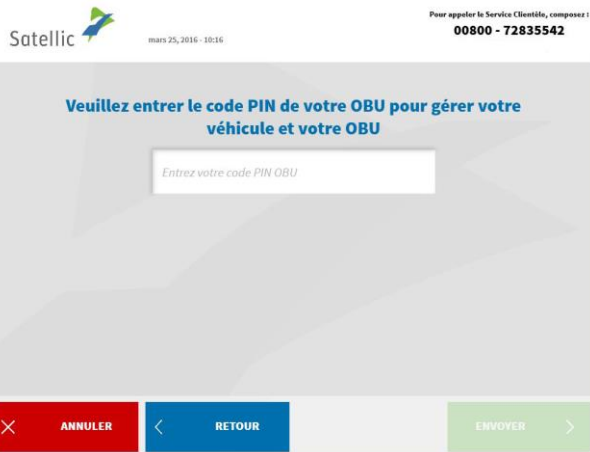 Satellic
mars 25, 2016 - 10:16
Pour appeler le Service Clientèle, composez :
00800 - 72835542
Veuillez entrer le code PIN de votre OBU pour gérer votre
véhicule et votre OBU
Entrez votre code PIN OBU
ANNULER
RETOUR
ENVOYER